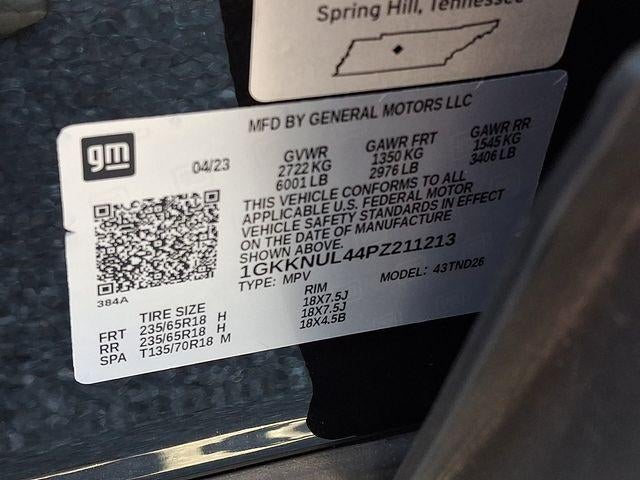 Spring Hill, Tennessee
MFD BY GENERAL MOTORS LLC
gm
04/23
GVWR
2722 KG
6001 LB
GAWR FRT
1350 KG
2976 LB
GAWR RR
1545 KG
3406 LB
THIS VEHICLE CONFORMS TO ALL
APPLICABLE U.S. FEDERAL MOTOR
VEHICLE SAFETY STANDARDS IN EFFECT
ON THE DATE OF MANUFACTURE
SHOWN ABOVE.
1GKKNUL44PZ211213
TYPE: MPV MODEL: 43TND26
384A
TIRE SIZE RIM
FRT 235/65R18 H 18X7.5J
RR 235/65R18 H 18X7.5J
SPA T135/70R18 M 18X4.5B